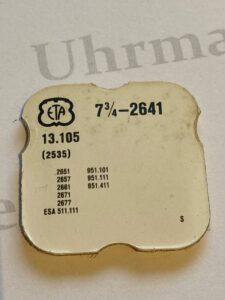 Uhrma
ETA
7¾-2641
13.105
(2535)
2651 951.101
2657 951.111
2661 951.411
2671
2677
ESA 511.111
S
e